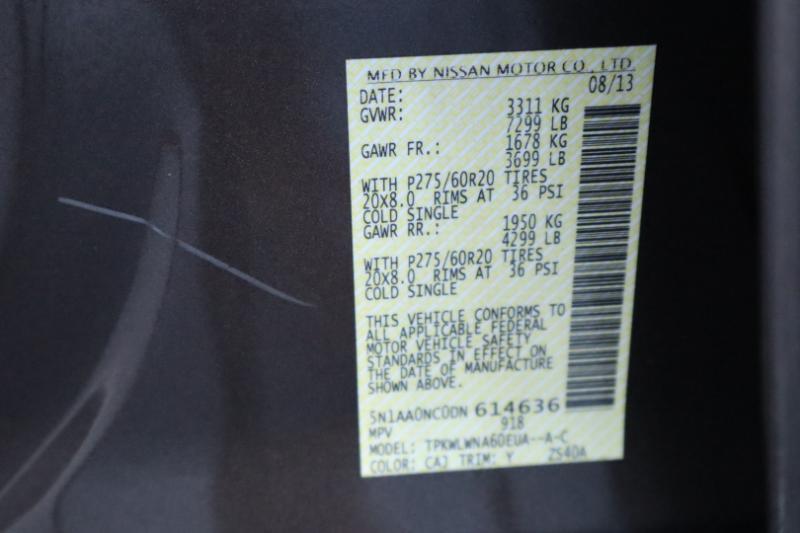 MFD BY NISSAN MOTOR CO., LTD.
DATE: 08/13
GVWR: 3311 KG
7299 LB
GAWR FR.: 1678 KG
3699 LB
WITH P275/60R20 TIRES
20X8.0 RIMS AT 36 PSI
COLD SINGLE
GAWR RR.: 1950 KG
4299 LB
WITH P275/60R20 TIRES
20X8.0 RIMS AT 36 PSI
COLD SINGLE
THIS VEHICLE CONFORMS TO
ALL APPLICABLE FEDERAL
MOTOR VEHICLE SAFETY
STANDARDS IN EFFECT ON
THE DATE OF MANUFACTURE
SHOWN ABOVE.
5N1AA0NC0DN 614636
MPV 918
MODEL: TPKWLWNA60EUA--A-C
COLOR: CAJ TRIM: Y ZS4DA